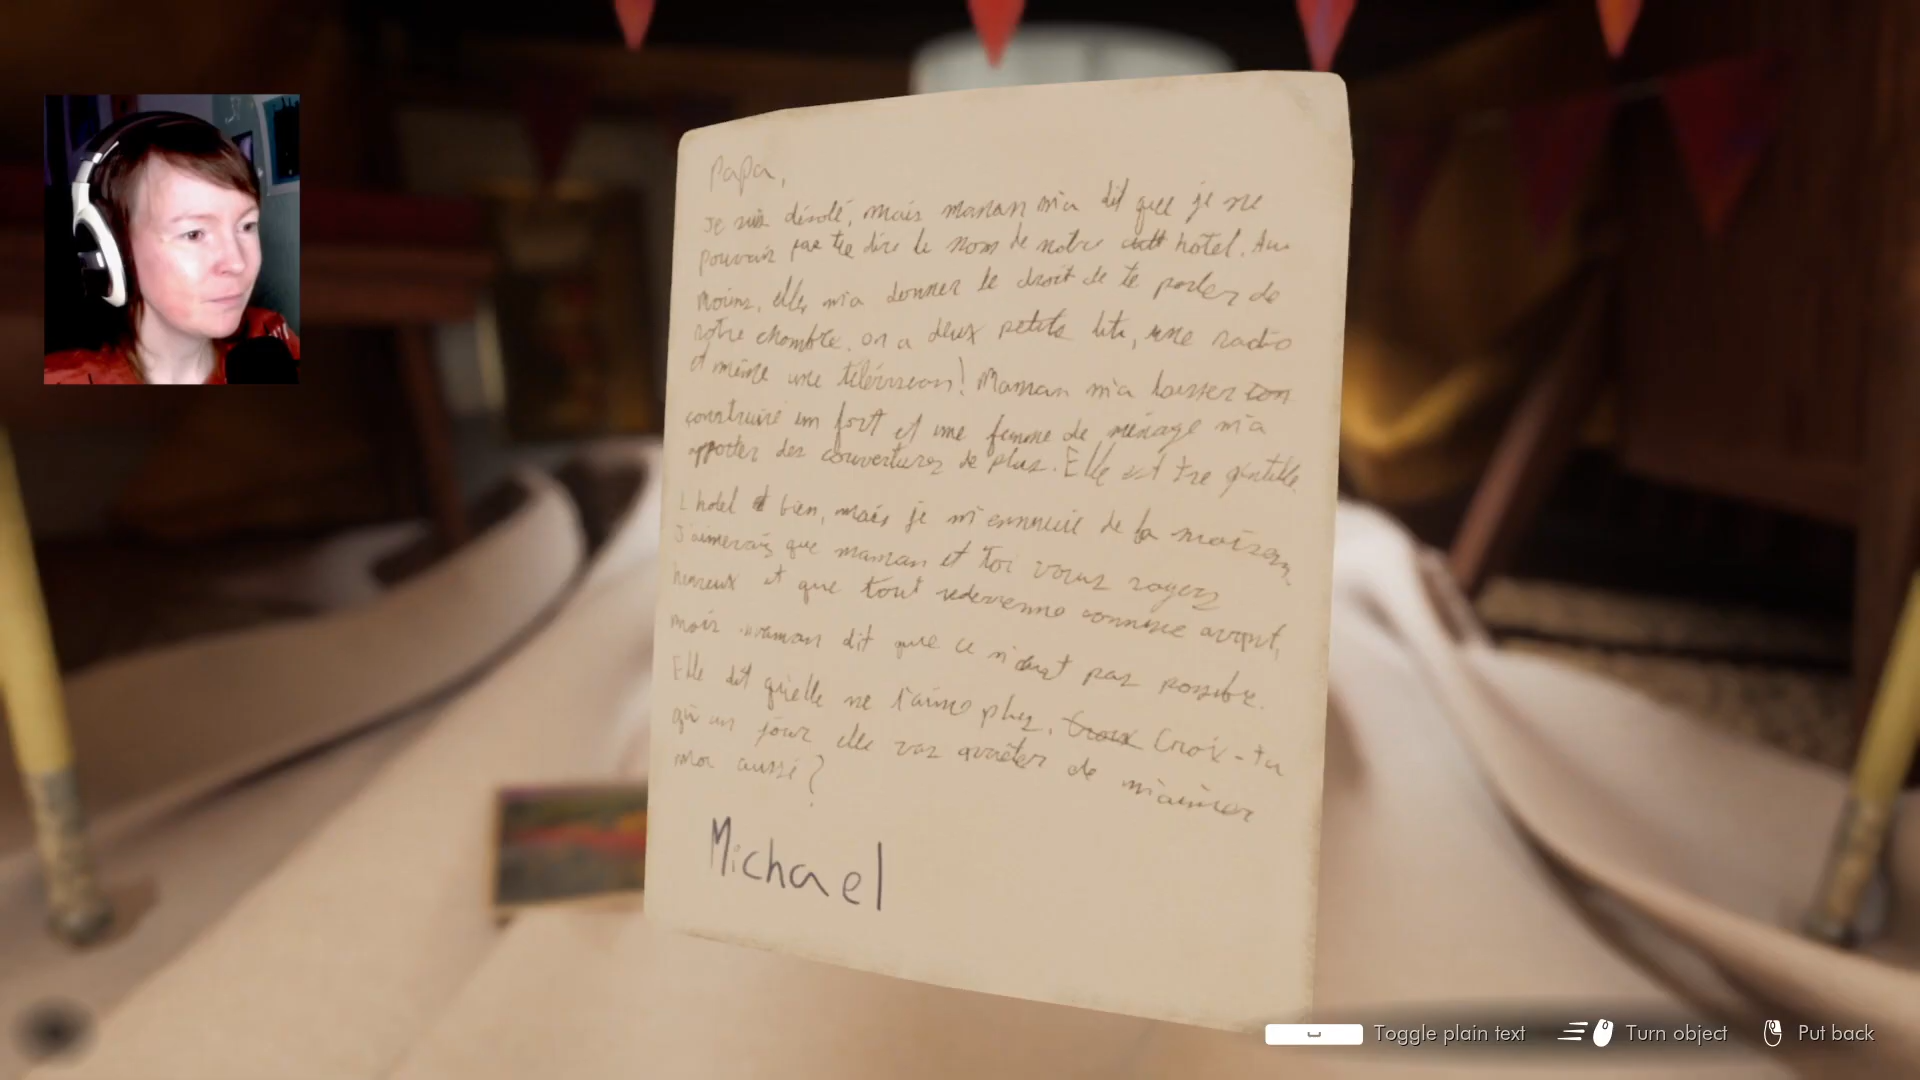 Papa,
Je suis désolé, mais maman m'a dit que je ne
pouvais pas te dire le nom de notre hotel. Au
moins, elle m'a donner le droit de te parler de
notre chambre. on a deux petits lits, une radio
et même une télévision! Maman m'a laisser con
construire un fort et une femme de ménage m'a
apporter des couvertures de plus. Elle est tre gentille.
L'hotel et bien, mais je m'ennuie de la maison.
J'aimerais que maman et toi vous soyez
heureux et que tout redevienne comme avant,
mais maman dit que ce n'est pas possible.
Elle dit qu'elle ne t'aime plus. Croix Croix-tu
qu'un jour elle vas arrêter de m'aimer
moi aussi?
Michael
Toggle plain text Turn object Put back